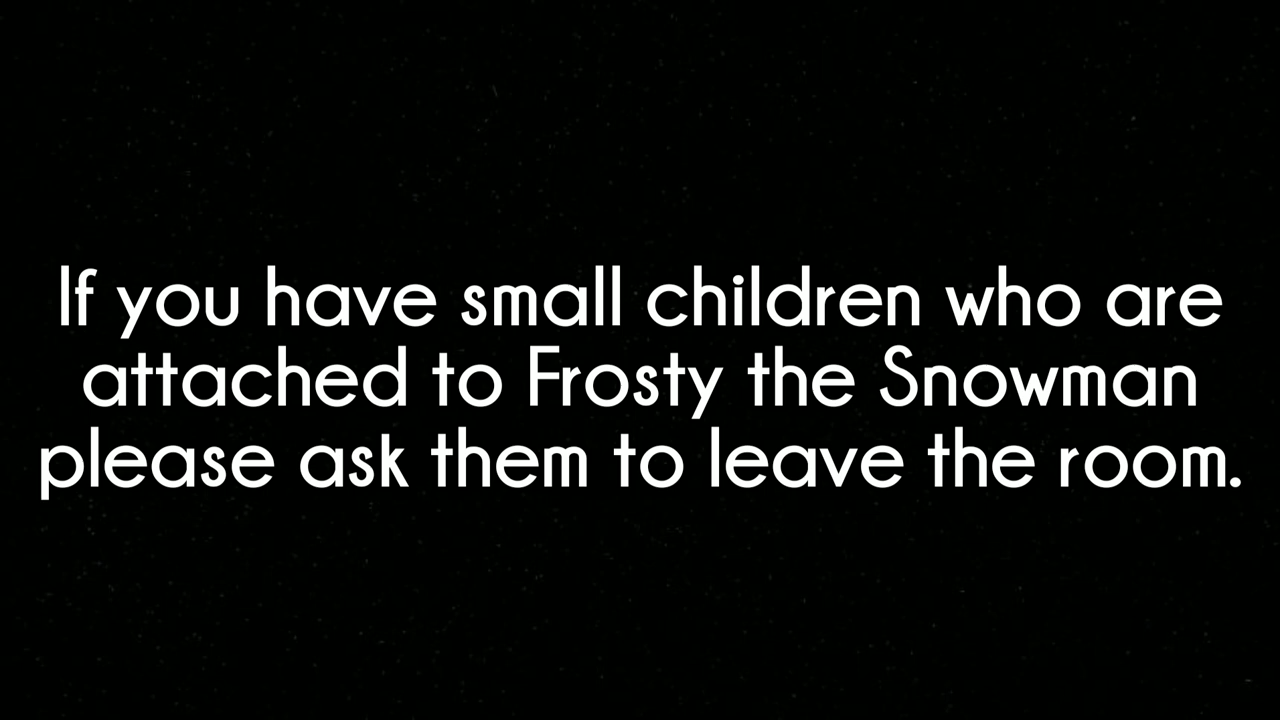 If you have small children who are
attached to Frosty the Snowman
please ask them to leave the room.